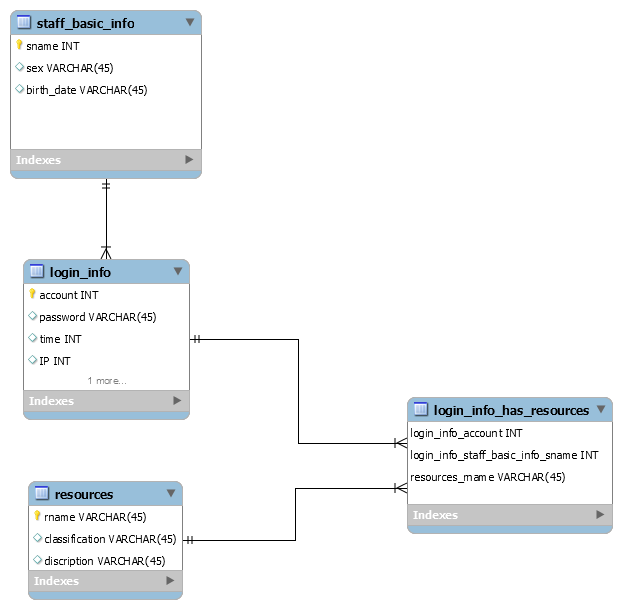 staff_basic_info
sname INT
sex VARCHAR(45)
birth_date VARCHAR(45)
Indexes
login_info
account INT
password VARCHAR(45)
time INT
IP INT
1 more...
Indexes
login_info_has_resources
login_info_account INT
login_info_staff_basic_info_sname INT
resources_mame VARCHAR(45)
Indexes
resources
rname VARCHAR(45)
classification VARCHAR(45)
discription VARCHAR(45)
Indexes